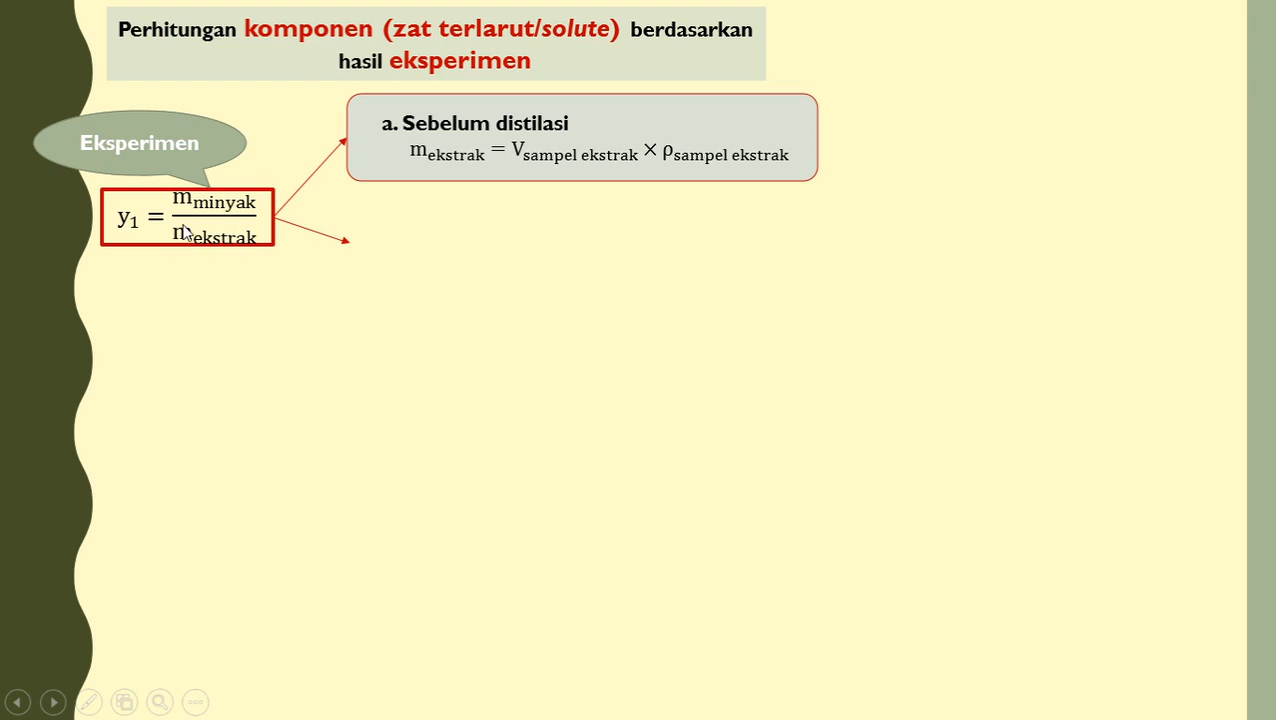 Perhitungan komponen (zat terlarut/solute) berdasarkan
hasil eksperimen
Eksperimen
a. Sebelum distilasi
m_ekstrak = V_sampel ekstrak × ρ_sampel ekstrak
y₁ = m_minyak / m_ekstrak